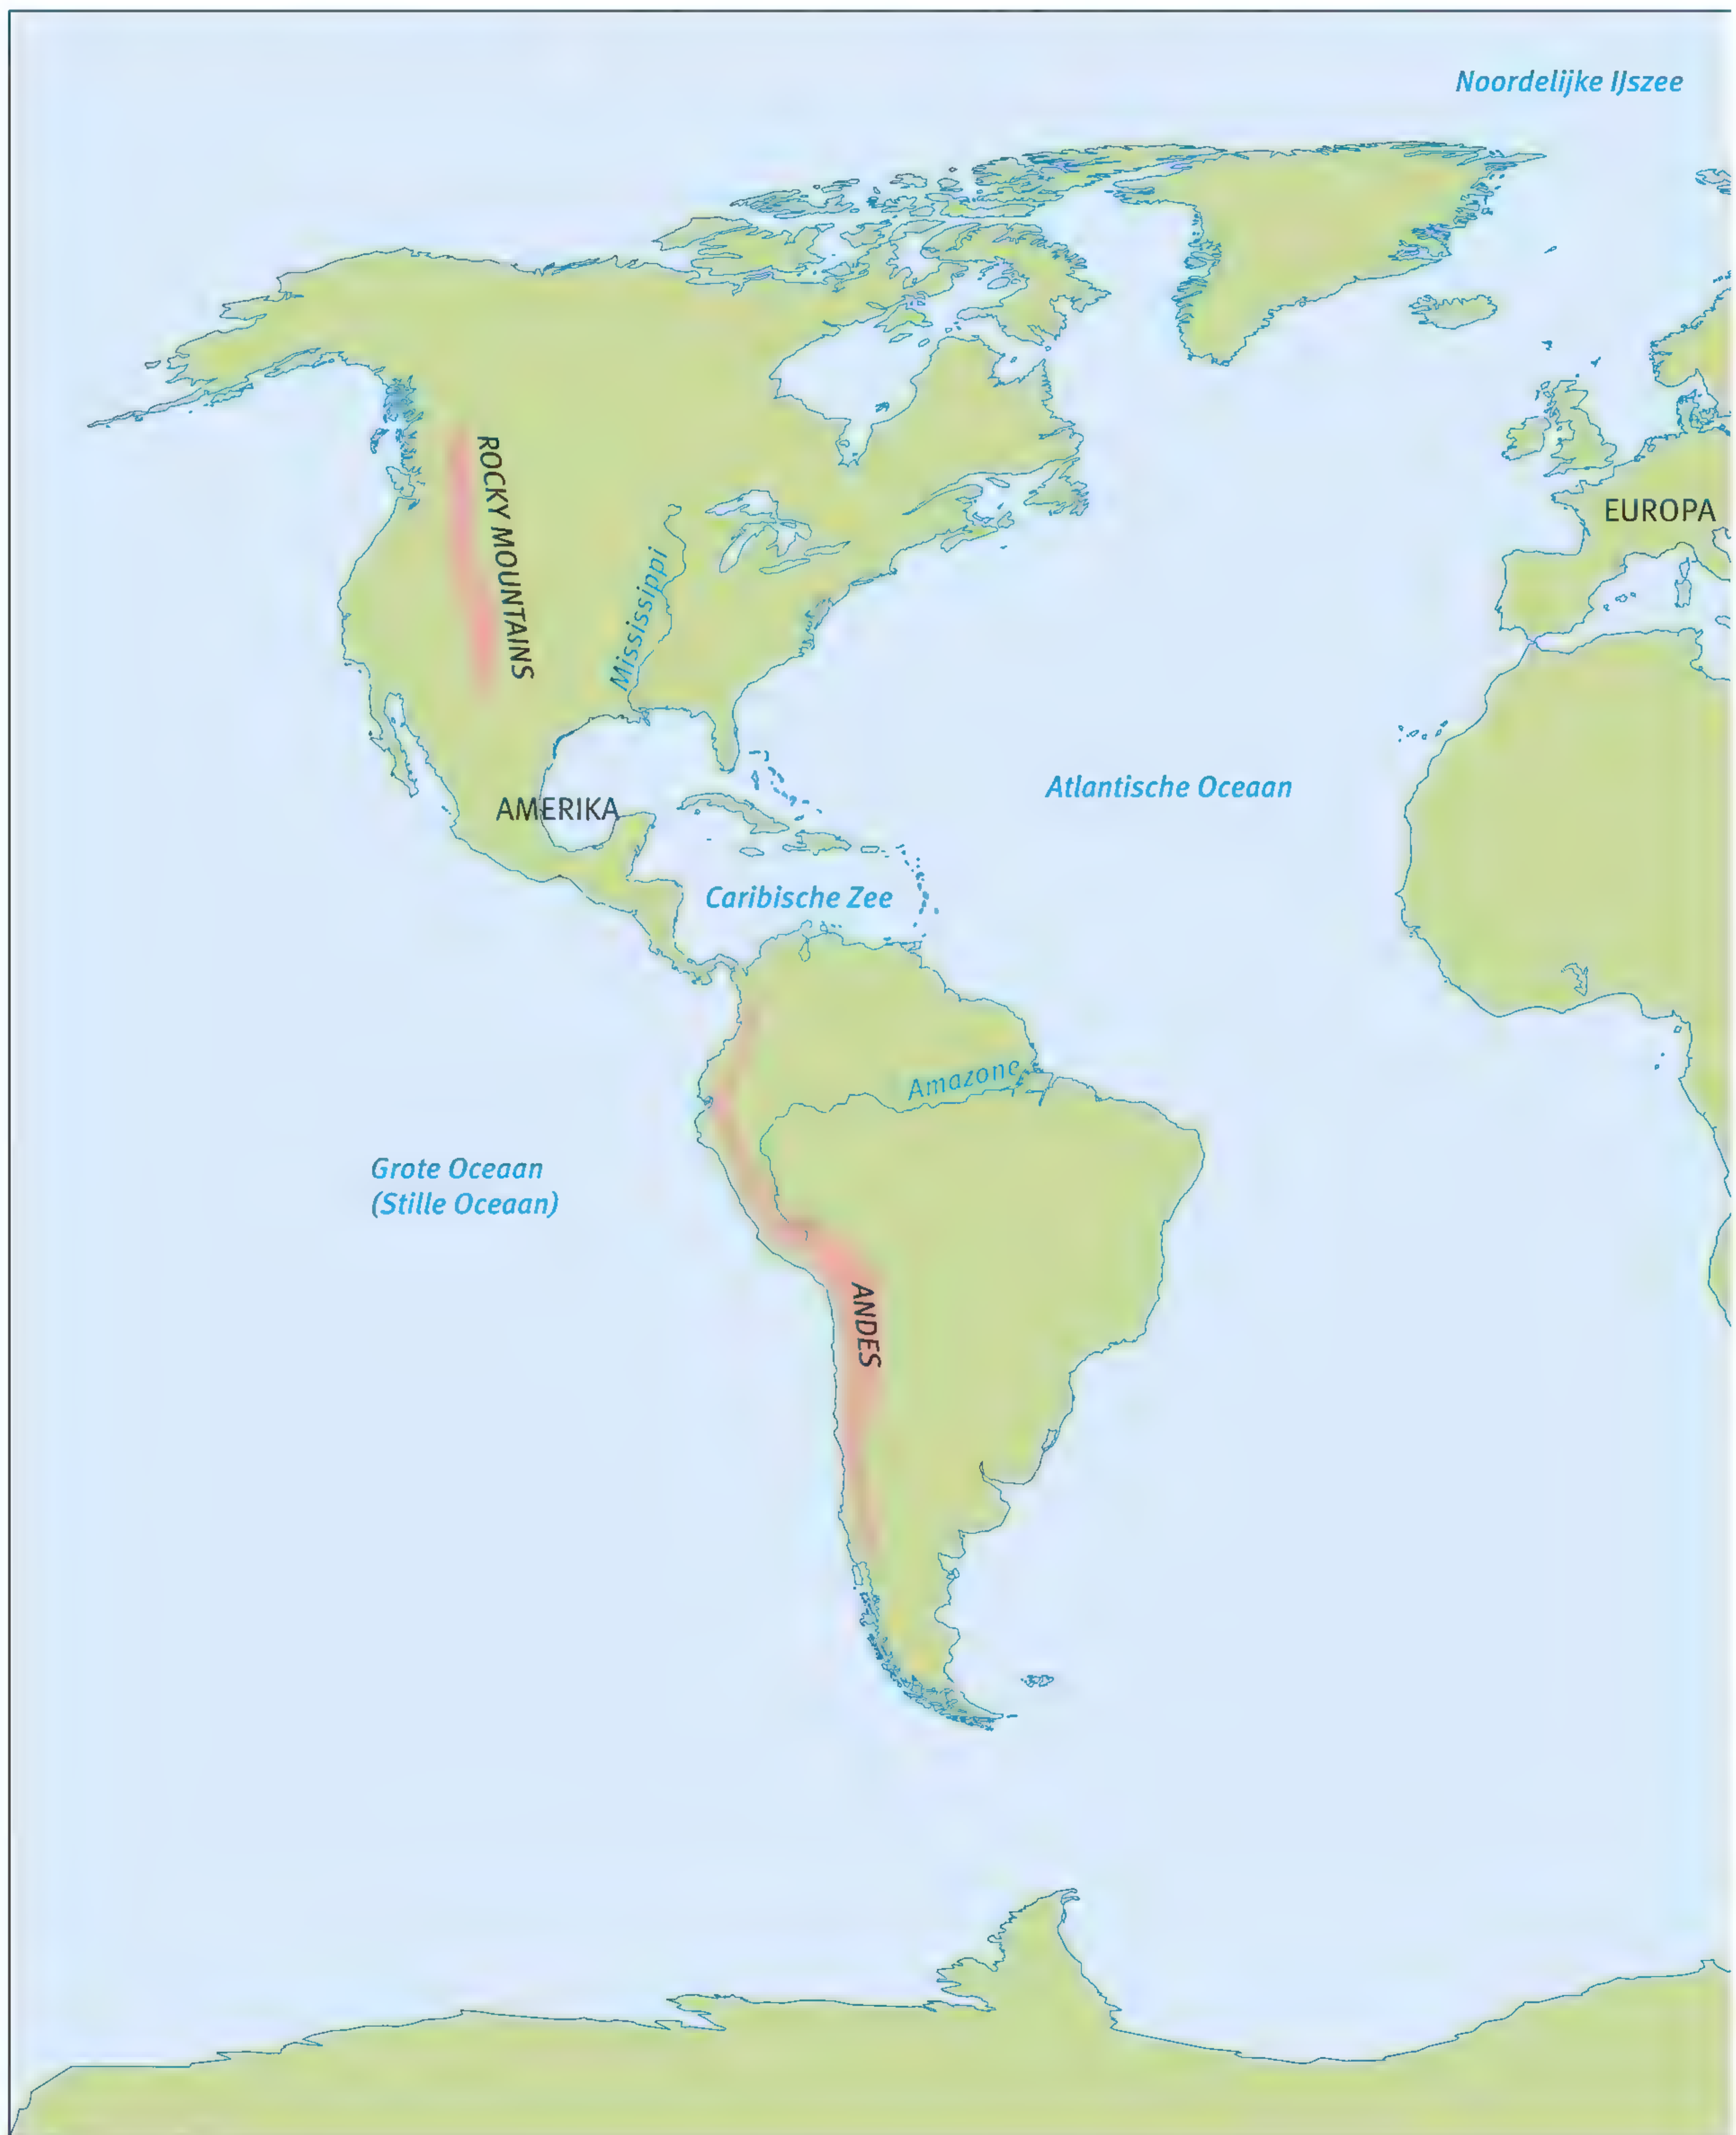 Noordelijke IJszee
ROCKY MOUNTAINS
EUROPA
Mississippi
Atlantische Oceaan
AMERIKA
Caribische Zee
Amazone
Grote Oceaan
(Stille Oceaan)
ANDES